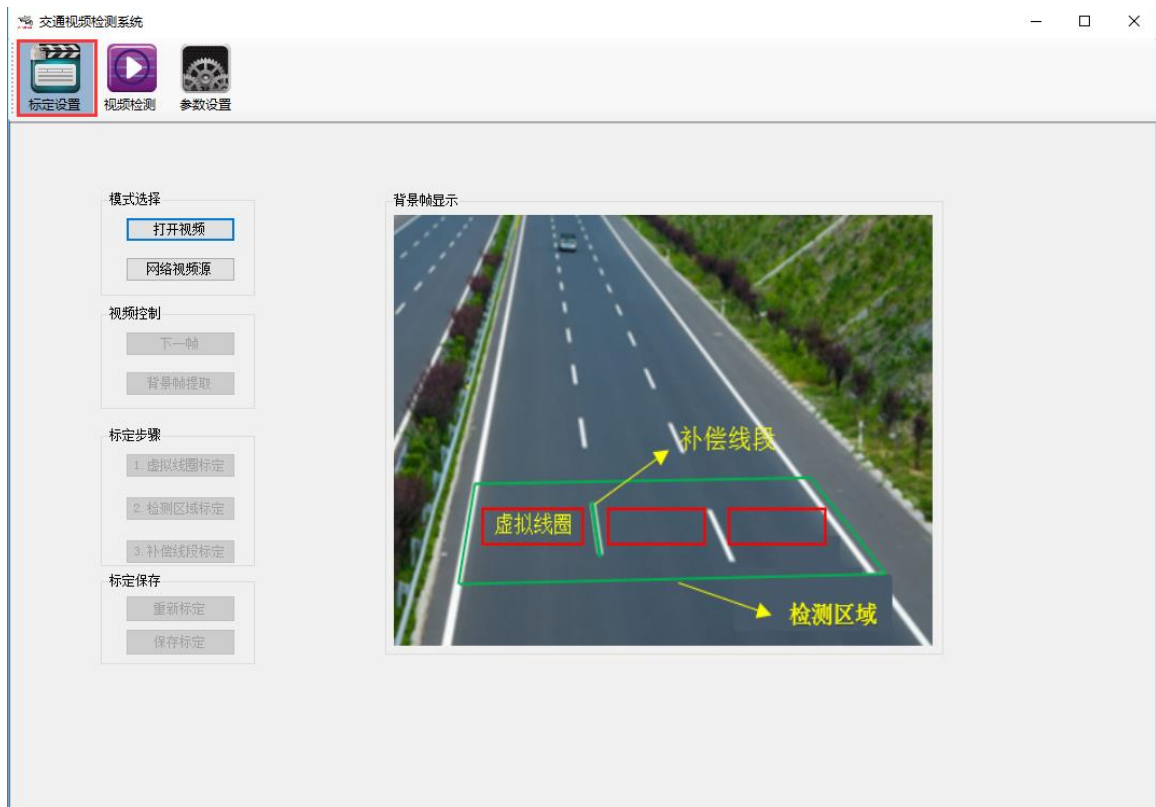 交通视频检测系统
标定设置
视频检测
参数设置
模式选择
打开视频
网络视频源
视频控制
下一帧
背景帧提取
标定步骤
1.虚拟线圈标定
2.检测区域标定
3.补偿线段标定
标定保存
重新标定
保存标定
背景帧显示
补偿线段
虚拟线圈
检测区域